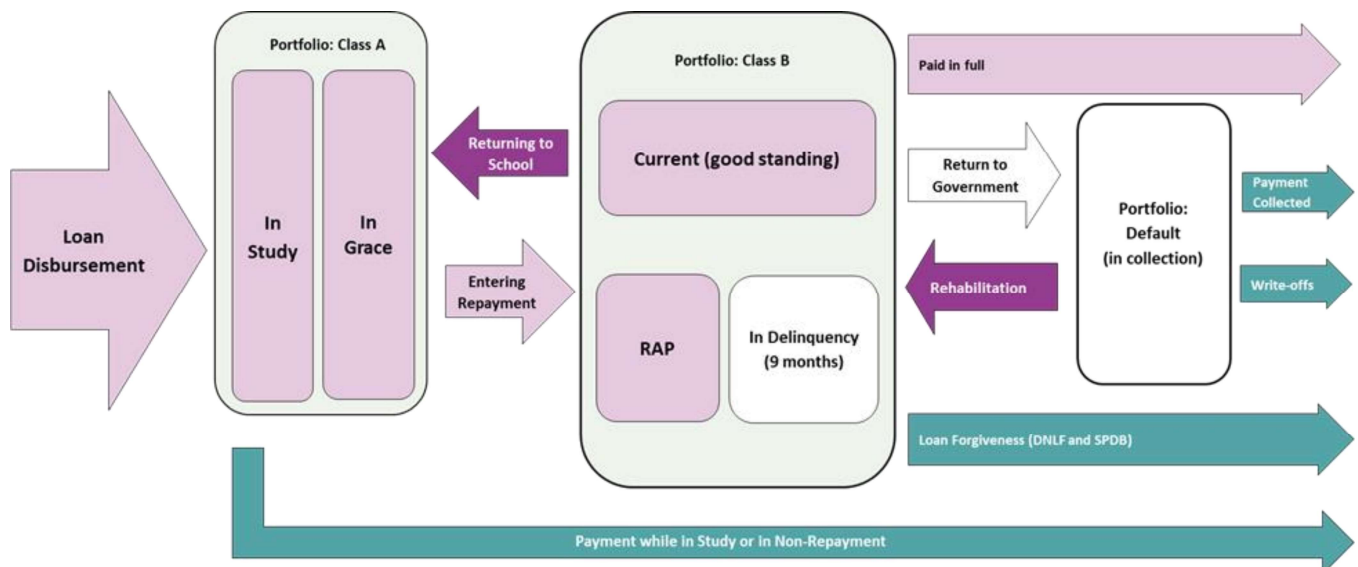 Loan
Disbursement
Portfolio: Class A
In
Study
In
Grace
Returning to
School
Entering
Repayment
Portfolio: Class B
Current (good standing)
RAP
In Delinquency
(9 months)
Paid in full
Return to
Government
Rehabilitation
Portfolio:
Default
(in collection)
Payment
Collected
Write-offs
Loan Forgiveness (DNLF and SPDB)
Payment while in Study or in Non-Repayment